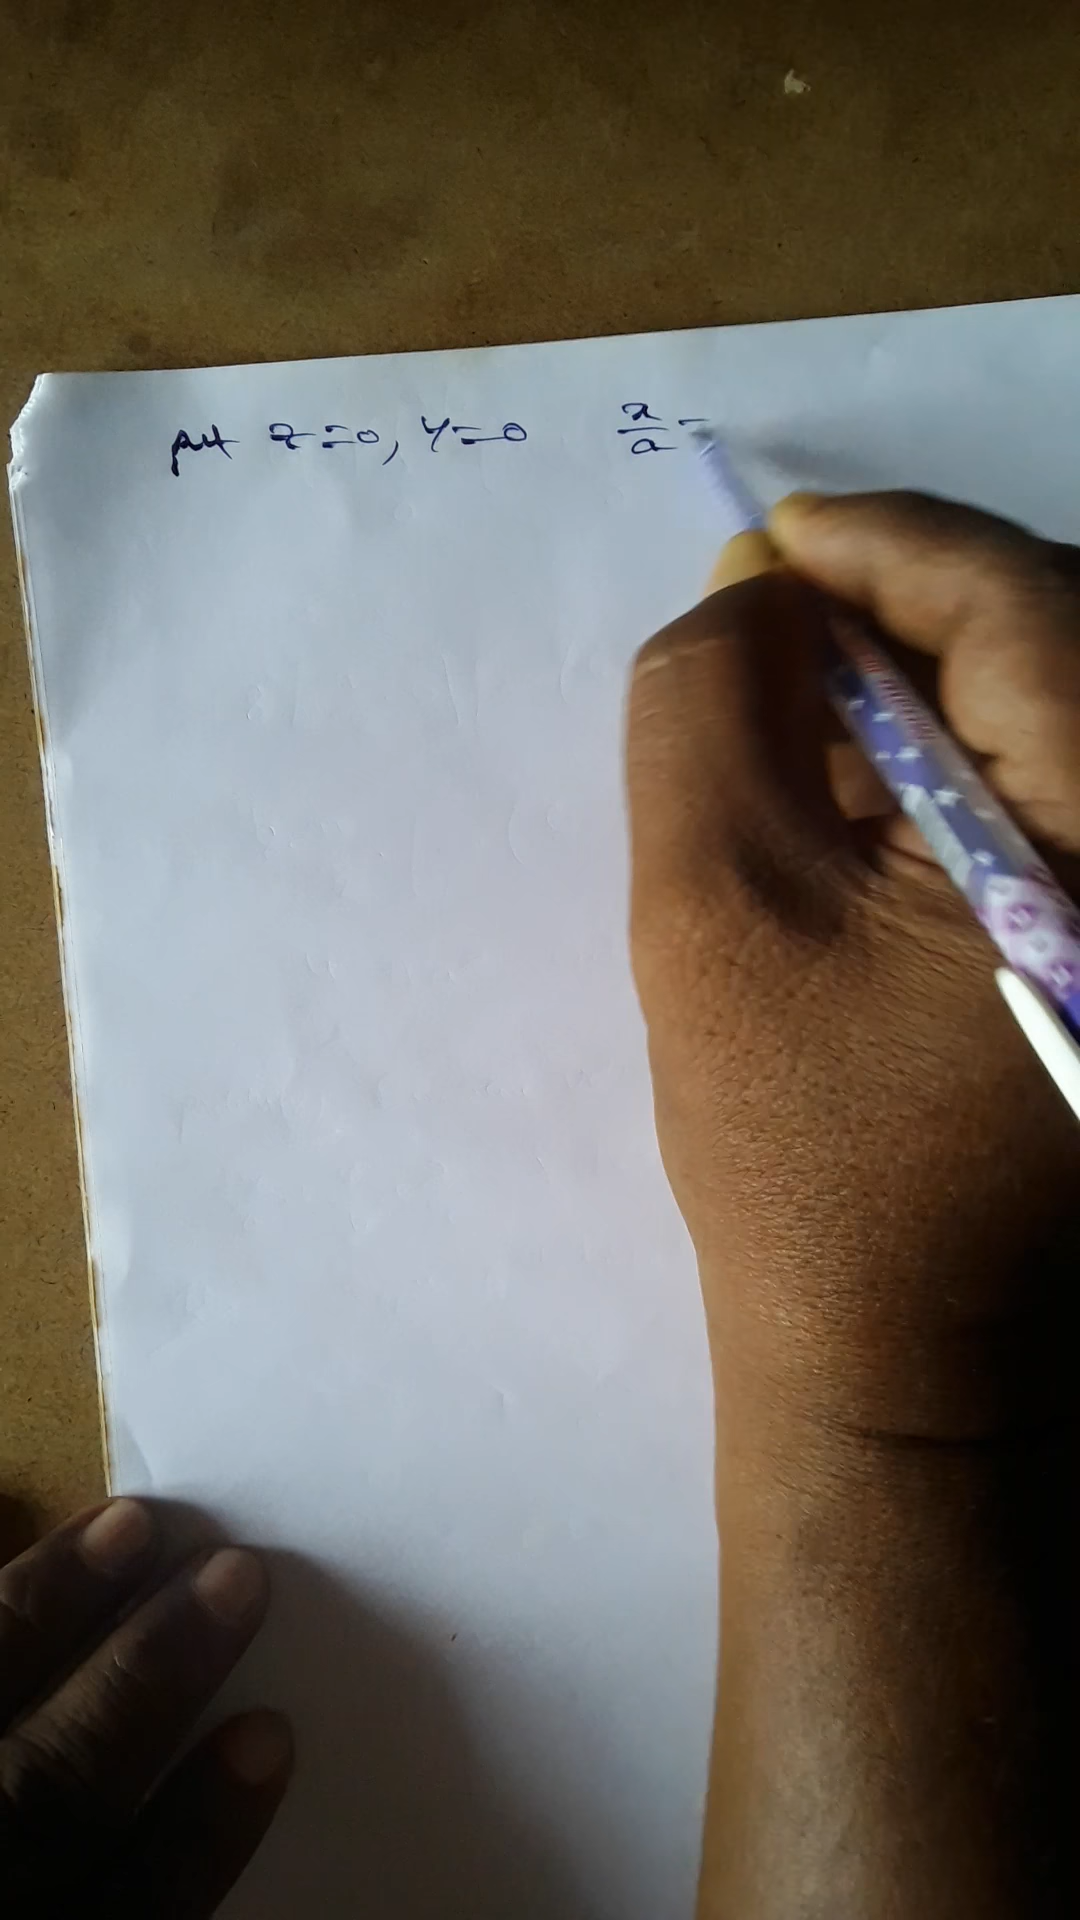 put z=0, y=0 x/a=